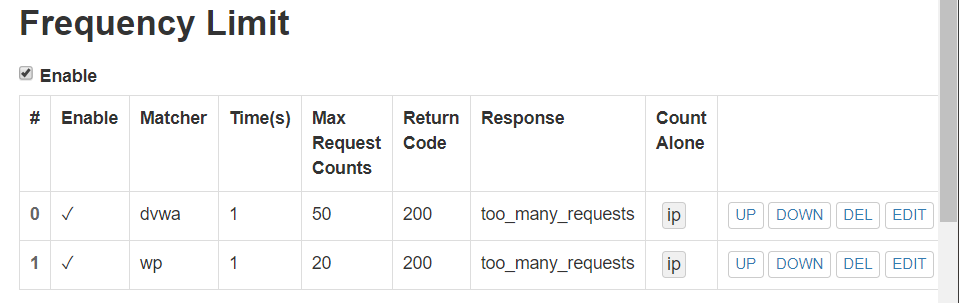 Frequency Limit
Enable
# Enable Matcher Time(s) Max Request Counts Return Code Response Count Alone
0 ✓ dvwa 1 50 200 too_many_requests ip UP DOWN DEL EDIT
1 ✓ wp 1 20 200 too_many_requests ip UP DOWN DEL EDIT